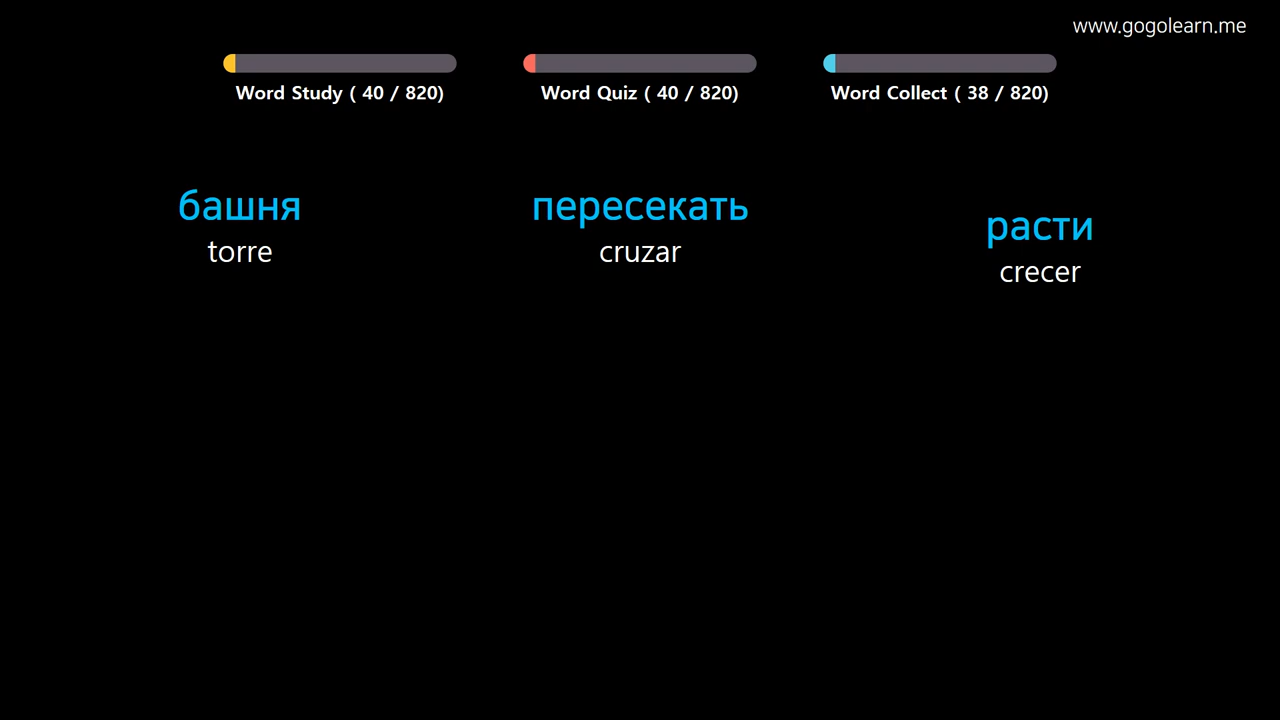 www.gogolearn.me
Word Study ( 40 / 820)
Word Quiz ( 40 / 820)
Word Collect ( 38 / 820)
башня
torre
пересекать
cruzar
расти
crecer